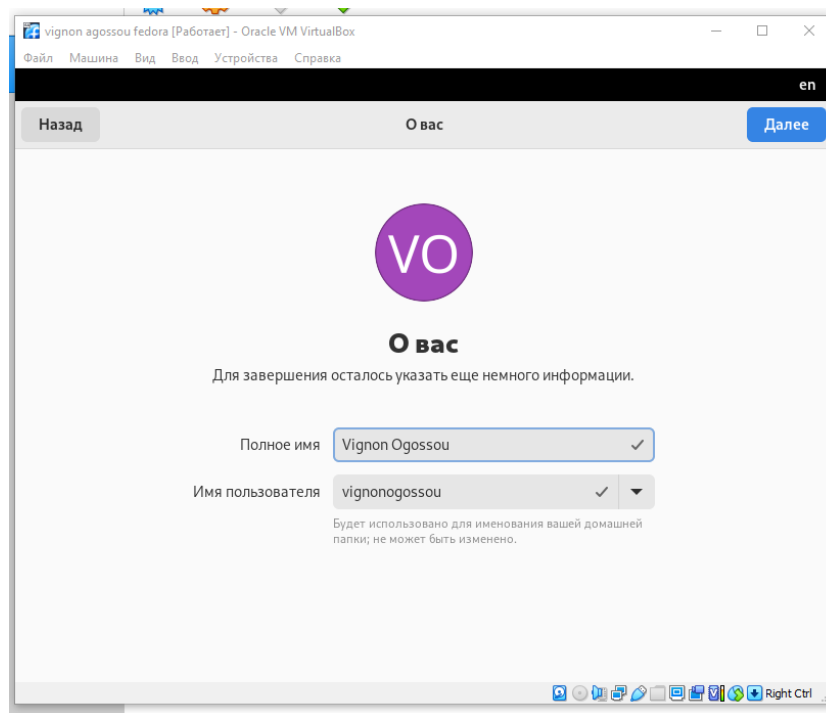 vignon agossou fedora [Работает] - Oracle VM VirtualBox
Файл Машина Вид Ввод Устройства Справка
en
Назад О вас Далее
VO
О вас
Для завершения осталось указать еще немного информации.
Полное имя Vignon Ogossou
Имя пользователя vignonogossou
Будет использовано для именования вашей домашней
папки; не может быть изменено.
Right Ctrl